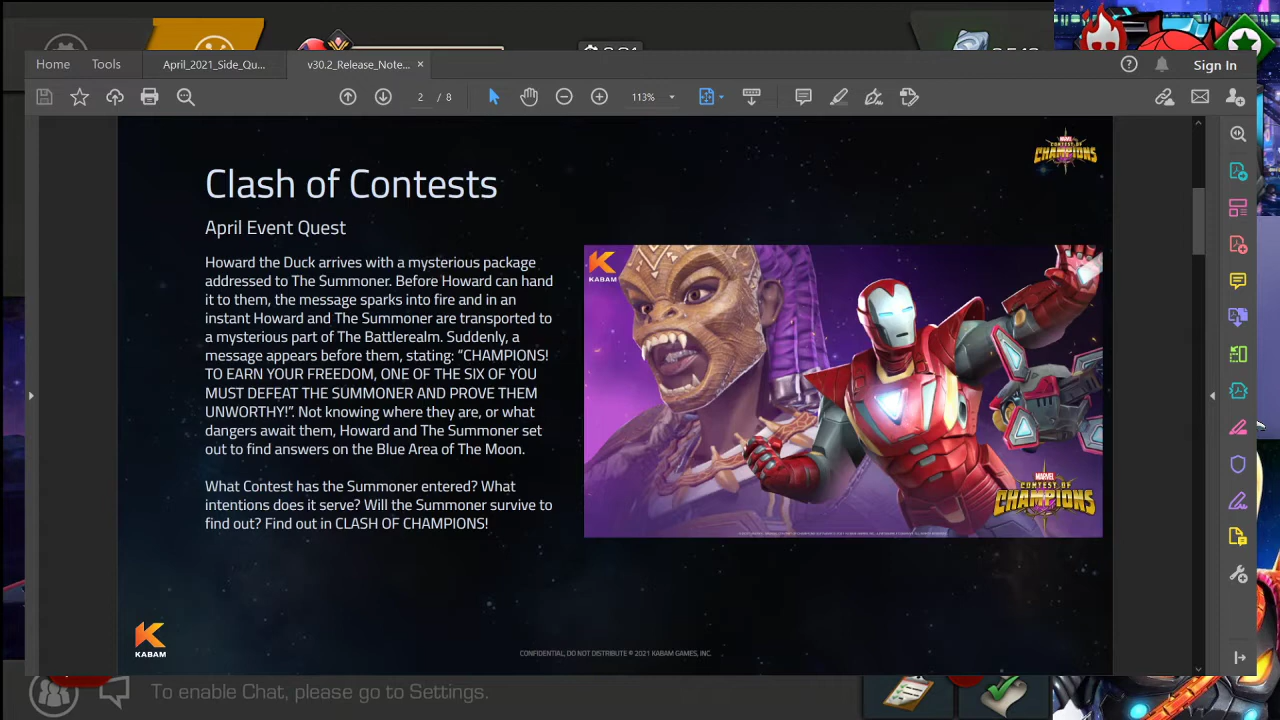 Home
Tools
April_2021_Side_Qu...
v30.2_Release_Note...
Sign In
2 / 8
113%
MARVEL
CONTEST OF
CHAMPIONS
Clash of Contests
April Event Quest
Howard the Duck arrives with a mysterious package
addressed to The Summoner. Before Howard can hand
it to them, the message sparks into fire and in an
instant Howard and The Summoner are transported to
a mysterious part of The Battlerealm. Suddenly, a
message appears before them, stating: “CHAMPIONS!
TO EARN YOUR FREEDOM, ONE OF THE SIX OF YOU
MUST DEFEAT THE SUMMONER AND PROVE THEM
UNWORTHY!”. Not knowing where they are, or what
dangers await them, Howard and The Summoner set
out to find answers on the Blue Area of The Moon.
What Contest has the Summoner entered? What
intentions does it serve? Will the Summoner survive to
find out? Find out in CLASH OF CHAMPIONS!
KABAM
MARVEL
CONTEST OF
CHAMPIONS
KABAM
CONFIDENTIAL, DO NOT DISTRIBUTE © 2021 KABAM GAMES, INC.
To enable Chat, please go to Settings.